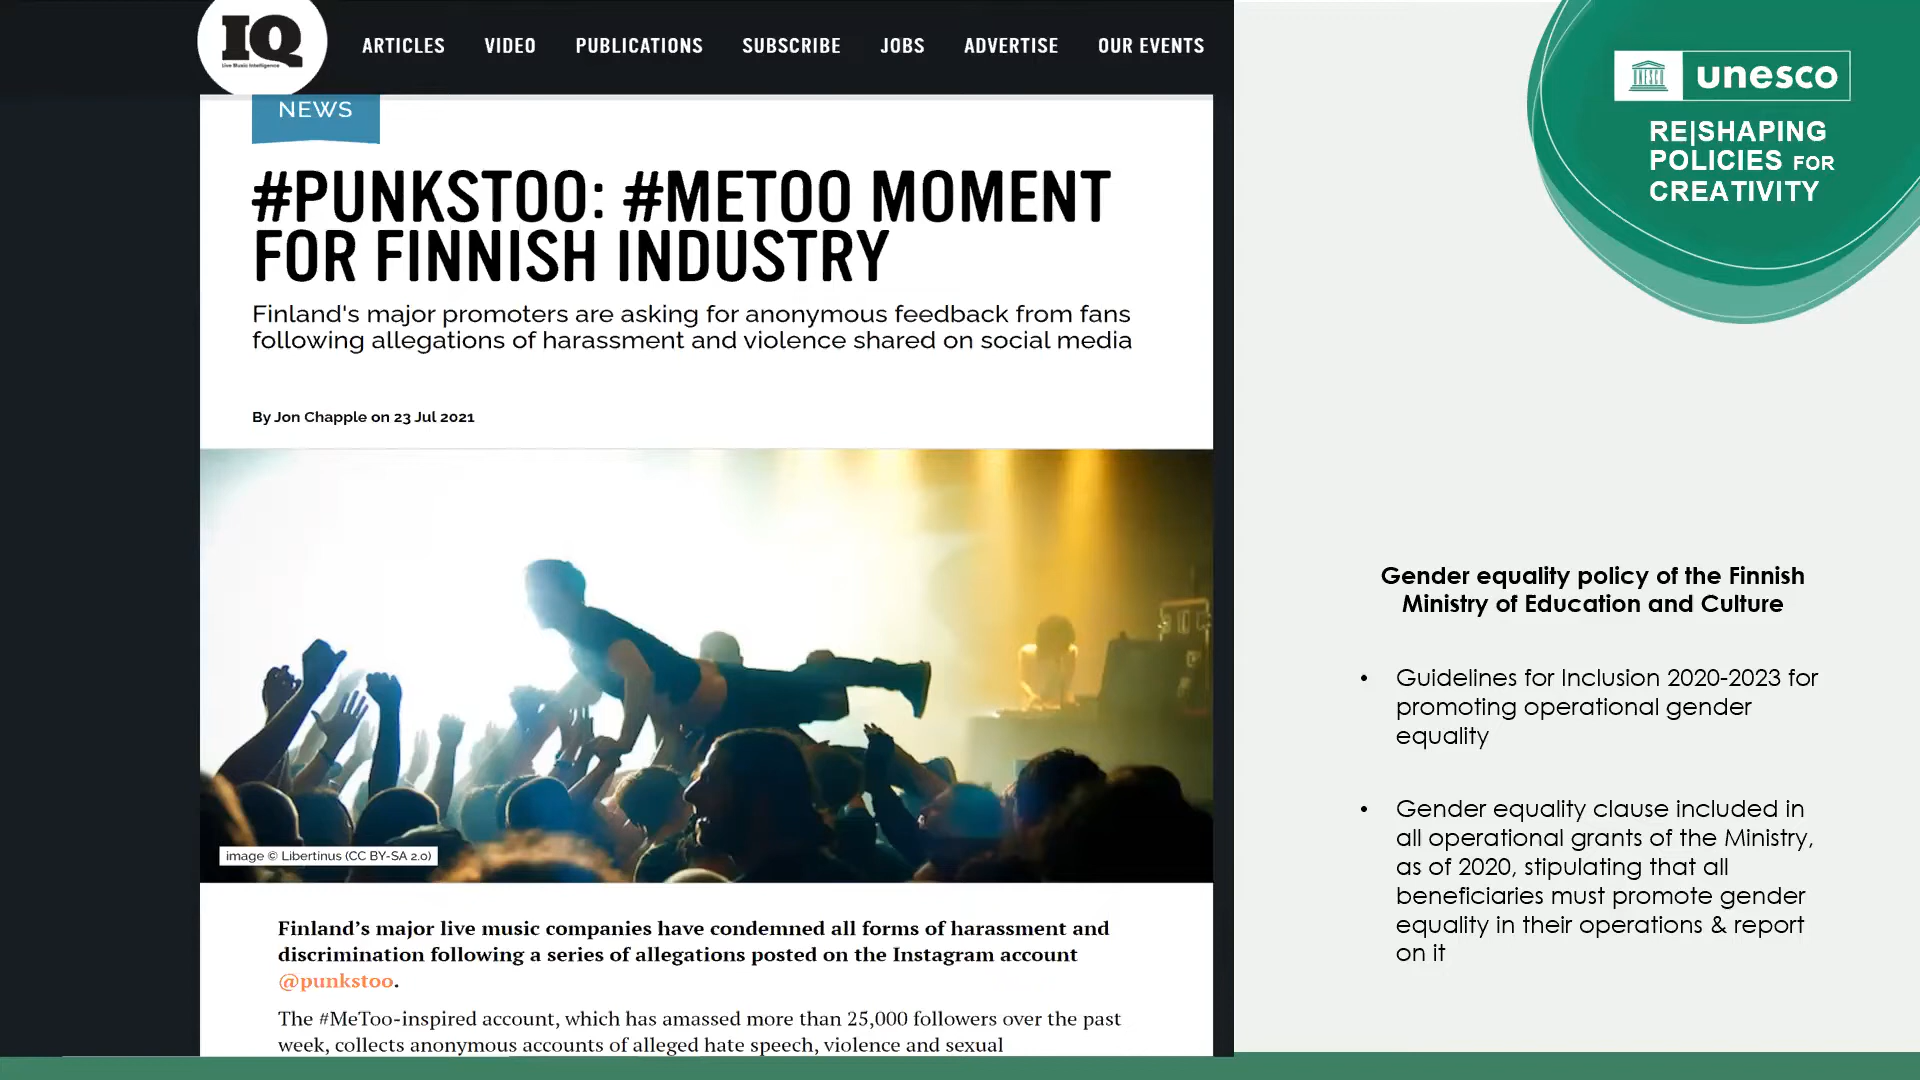 IQ
Live Music Intelligence
ARTICLES VIDEO PUBLICATIONS SUBSCRIBE JOBS ADVERTISE OUR EVENTS
NEWS
#PUNKSTOO: #METOO MOMENT
FOR FINNISH INDUSTRY
Finland's major promoters are asking for anonymous feedback from fans
following allegations of harassment and violence shared on social media
By Jon Chapple on 23 Jul 2021
image © Libertinus (CC BY-SA 2.0)
Finland’s major live music companies have condemned all forms of harassment and
discrimination following a series of allegations posted on the Instagram account
@punkstoo.
The #MeToo-inspired account, which has amassed more than 25,000 followers over the past
week, collects anonymous accounts of alleged hate speech, violence and sexual
UNESCO
unesco
RE|SHAPING
POLICIES FOR
CREATIVITY
Gender equality policy of the Finnish
Ministry of Education and Culture
• Guidelines for Inclusion 2020-2023 for
promoting operational gender
equality
• Gender equality clause included in
all operational grants of the Ministry,
as of 2020, stipulating that all
beneficiaries must promote gender
equality in their operations & report
on it